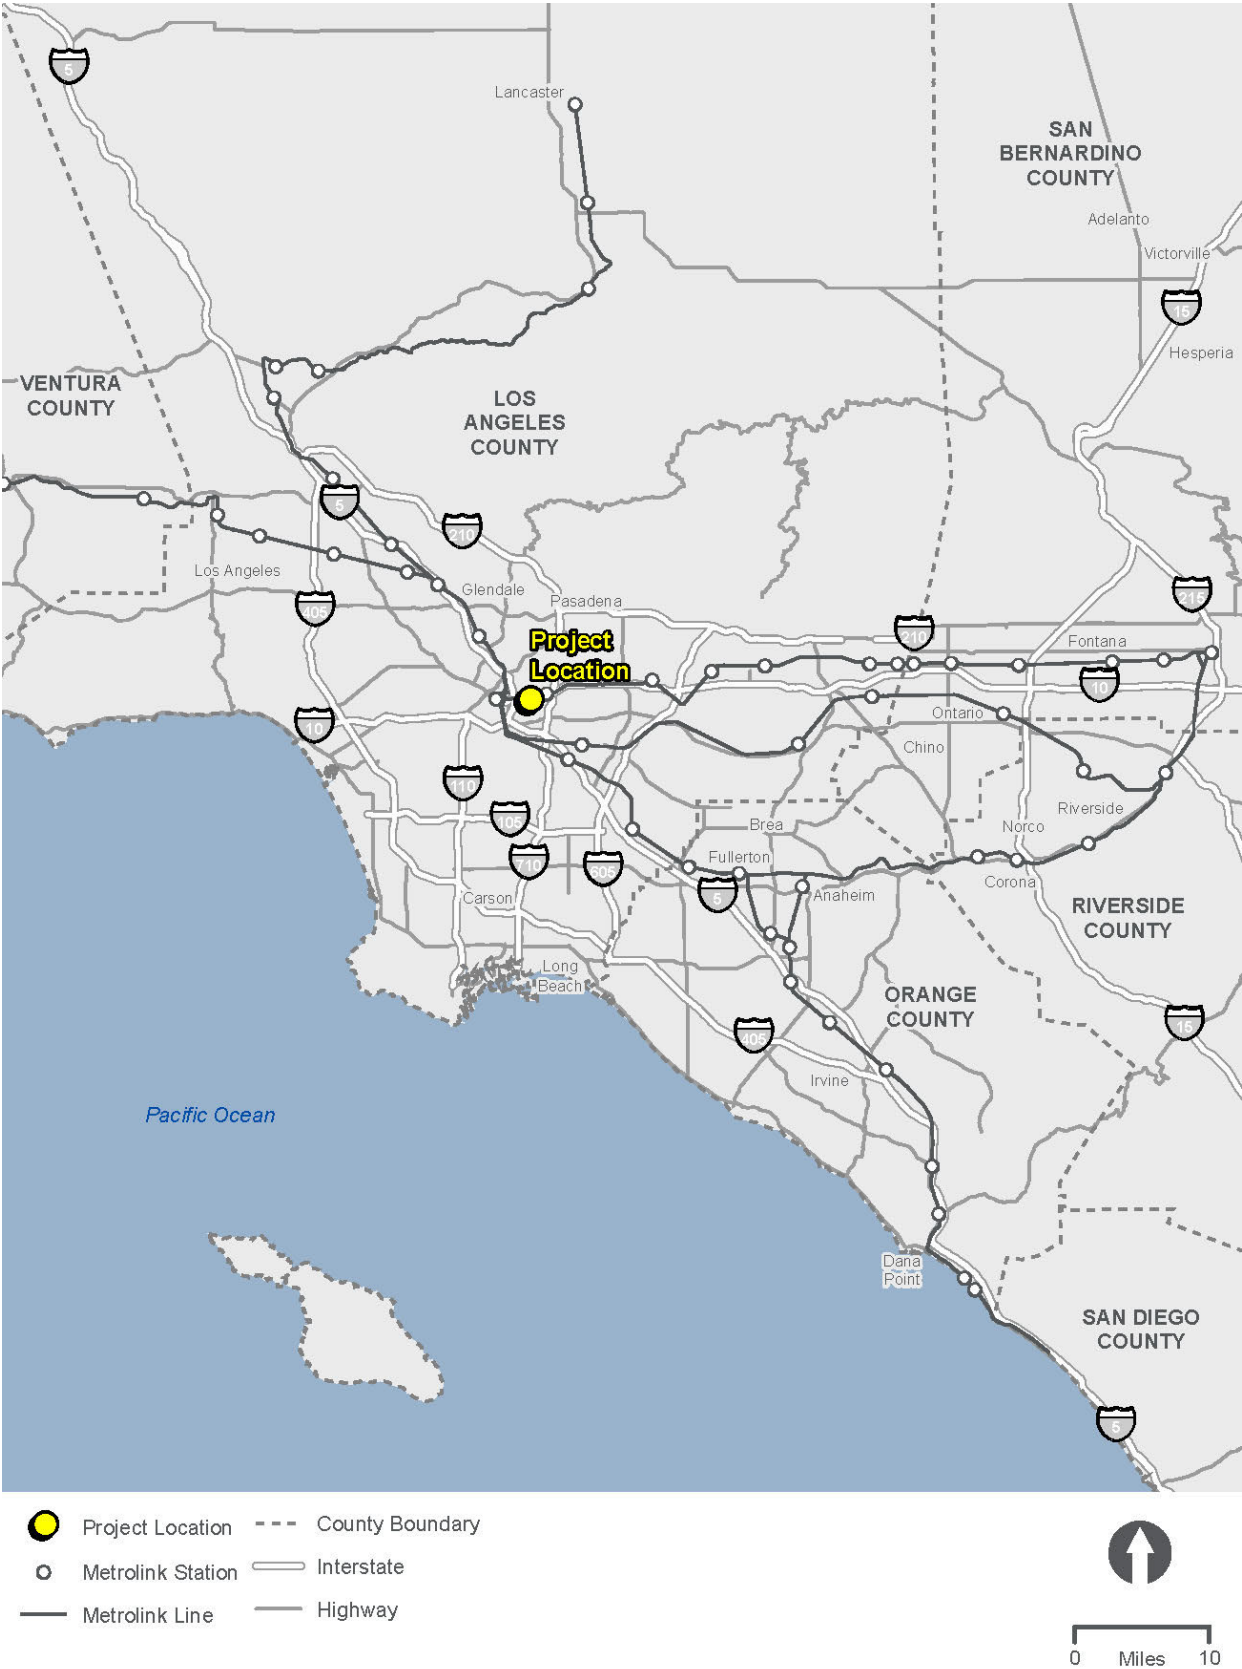 5
Lancaster
SAN
BERNARDINO
COUNTY
Adelanto
Victorville
15
Hesperia
VENTURA
COUNTY
LOS
ANGELES
COUNTY
5
210
Los Angeles
Glendale
Pasadena
405
215
210
Fontana
Project
Location
10
10
Ontario
Chino
110
105
Riverside
Brea
Norco
710
605
Fullerton
5
Anaheim
Corona
Carson
RIVERSIDE
COUNTY
Long
Beach
ORANGE
COUNTY
15
405
Irvine
Pacific Ocean
Dana
Point
SAN DIEGO
COUNTY
5
Project Location
County Boundary
Metrolink Station
Interstate
Metrolink Line
Highway
0 Miles 10